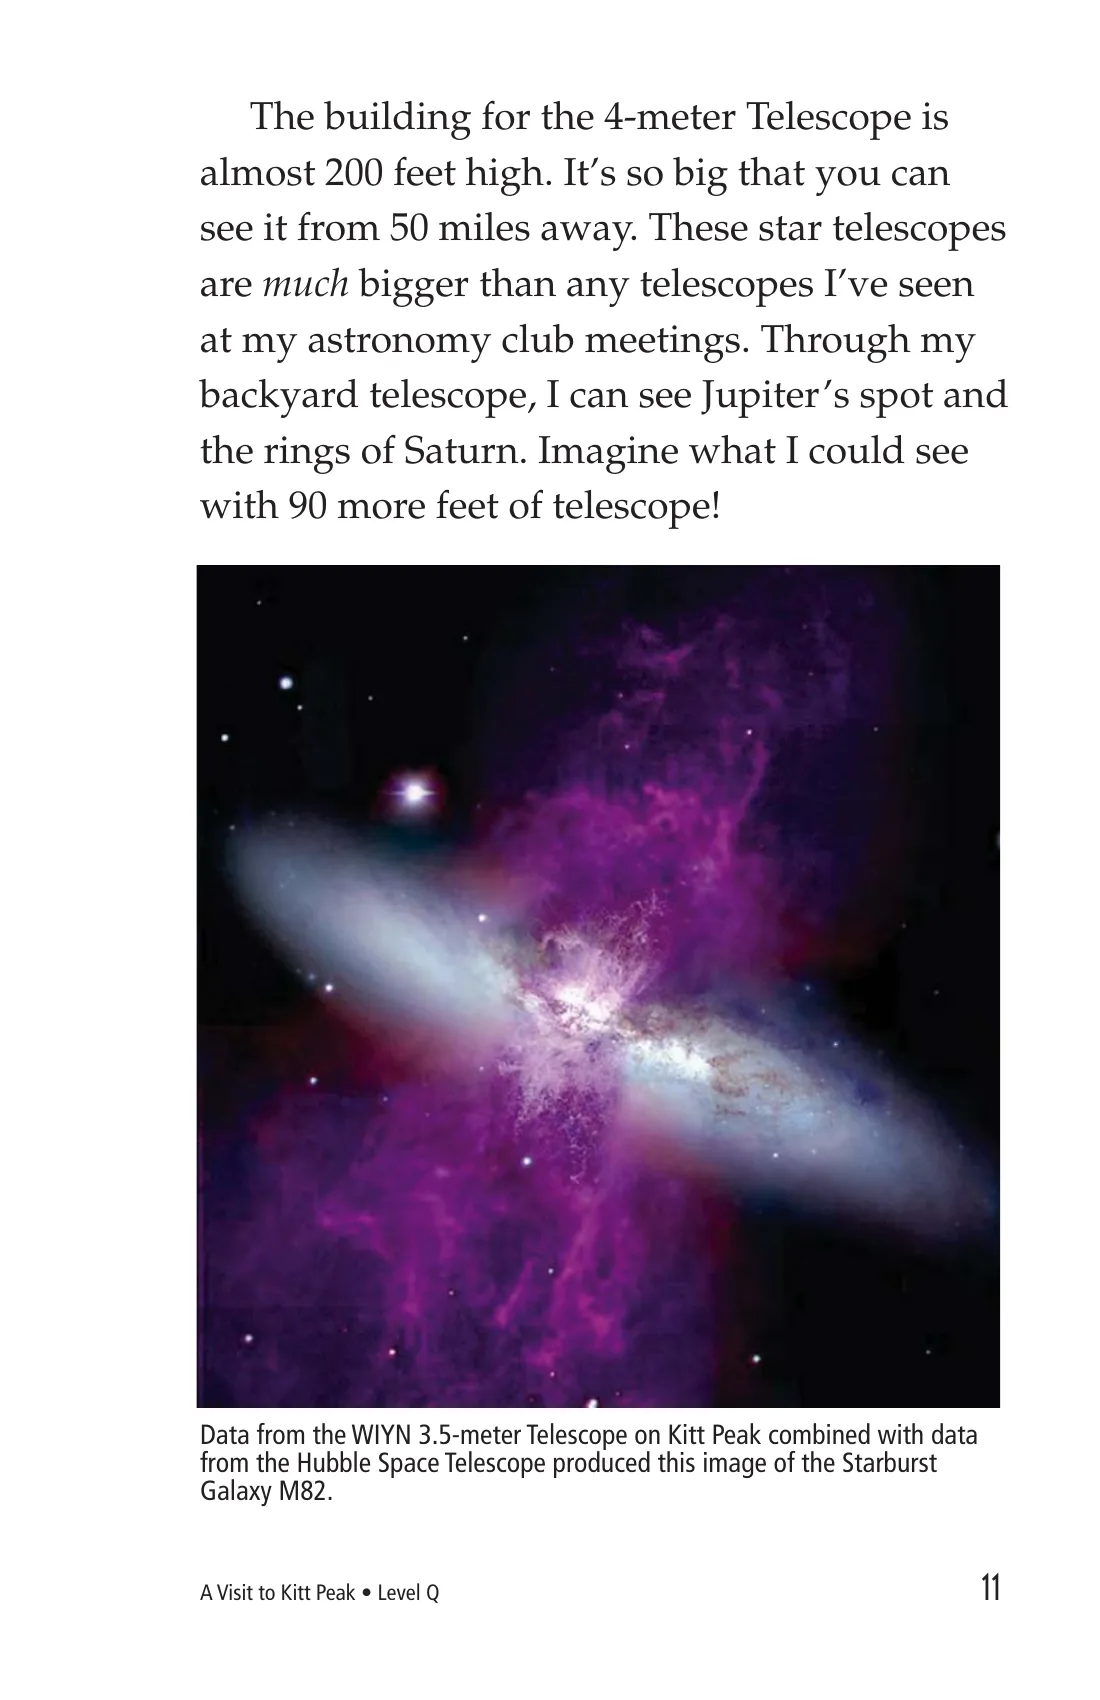 The building for the 4-meter Telescope is
almost 200 feet high. It’s so big that you can
see it from 50 miles away. These star telescopes
are much bigger than any telescopes I’ve seen
at my astronomy club meetings. Through my
backyard telescope, I can see Jupiter’s spot and
the rings of Saturn. Imagine what I could see
with 90 more feet of telescope!
Data from the WIYN 3.5-meter Telescope on Kitt Peak combined with data
from the Hubble Space Telescope produced this image of the Starburst
Galaxy M82.
A Visit to Kitt Peak • Level Q
11